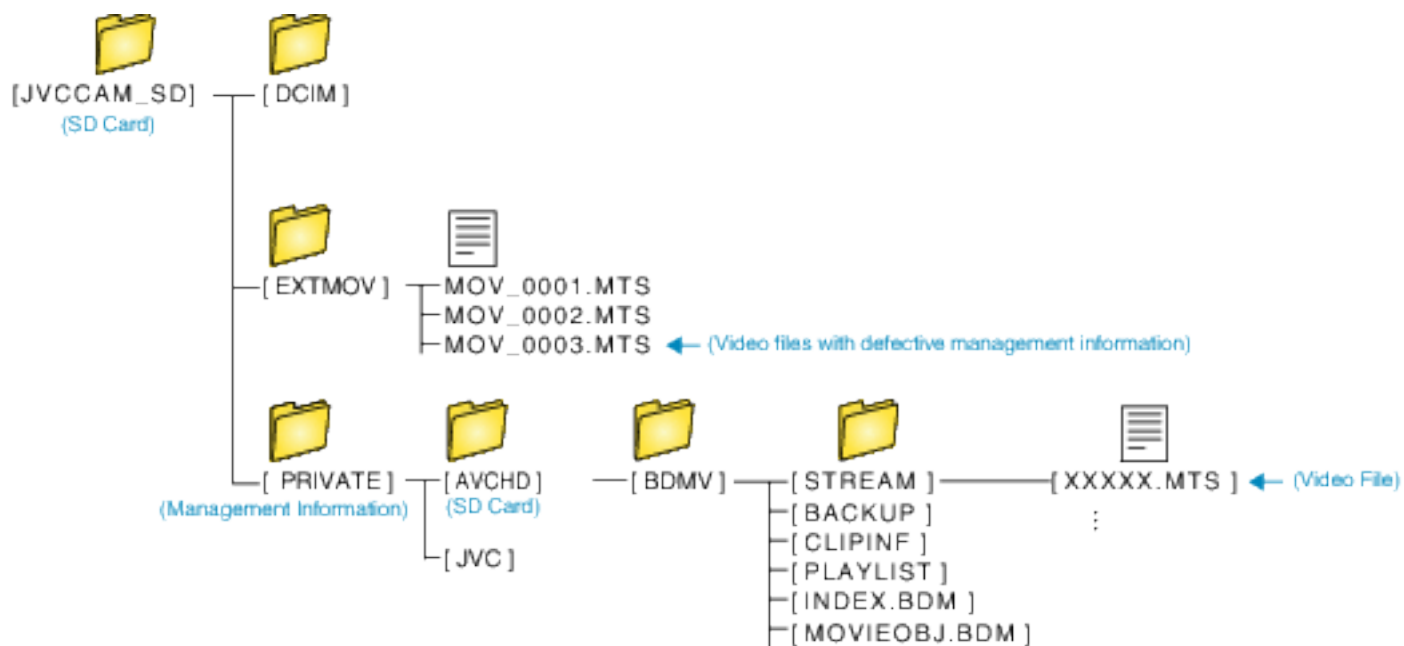 [JVCCAM_SD]
[DCIM]
(SD Card)
[EXTMOV]
MOV_0001.MTS
MOV_0002.MTS
MOV_0003.MTS
(Video files with defective management information)
[PRIVATE]
[AVCHD]
[BDMV]
[STREAM]
[XXXXX.MTS]
(Video File)
(Management Information)
(SD Card)
[BACKUP]
[CLIPINF]
[JVC]
[PLAYLIST]
[INDEX.BDM]
[MOVIEOBJ.BDM]